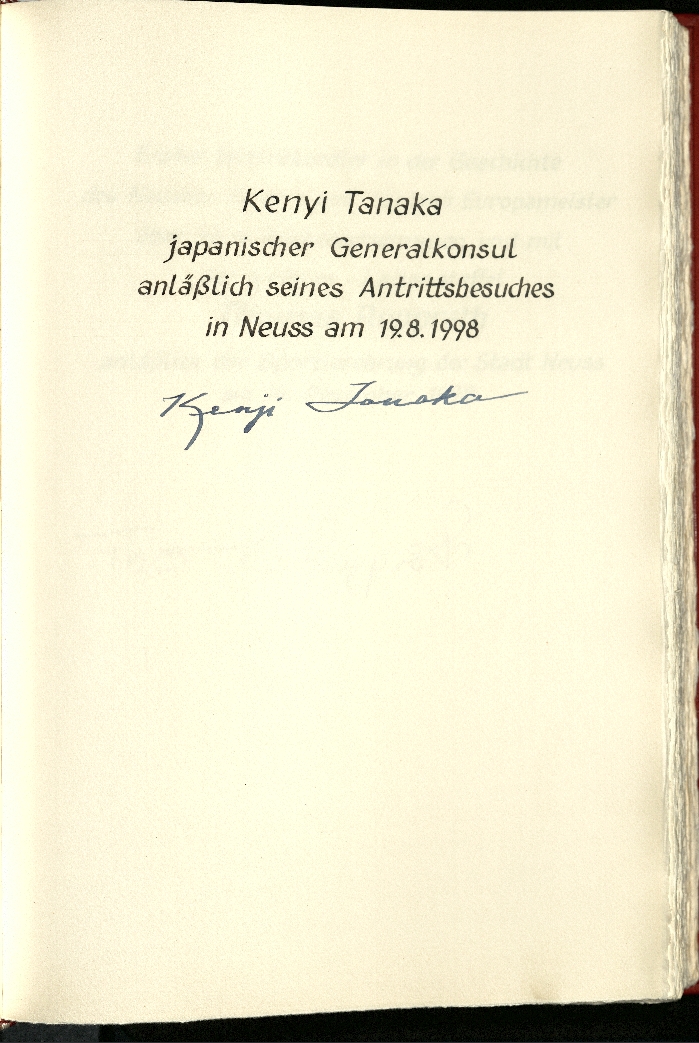 Kenyi Tanaka
japanischer Generalkonsul
anläßlich seines Antrittsbesuches
in Neuss am 19.8.1998
Kenji Tanaka